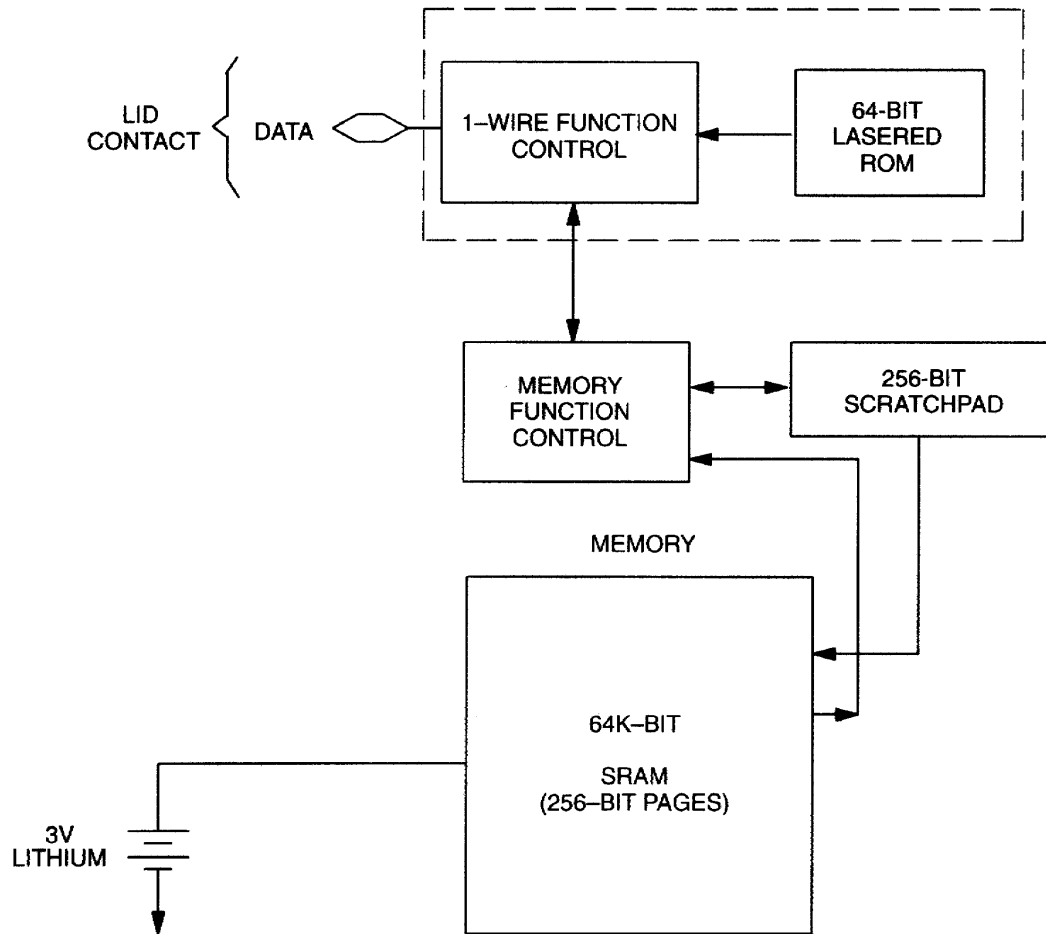 LID
CONTACT
DATA
1–WIRE FUNCTION
CONTROL
64-BIT
LASERED
ROM
MEMORY
FUNCTION
CONTROL
256-BIT
SCRATCHPAD
MEMORY
64K–BIT
SRAM
(256–BIT PAGES)
3V
LITHIUM